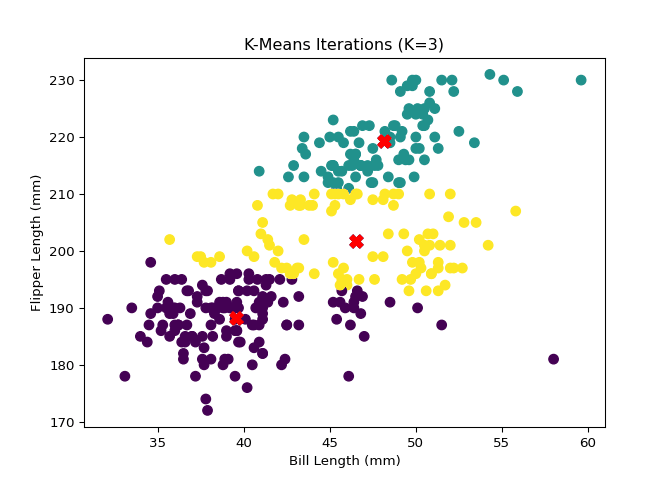 K-Means Iterations (K=3)
230
220
210
200
190
180
170
Flipper Length (mm)
35 40 45 50 55 60
Bill Length (mm)